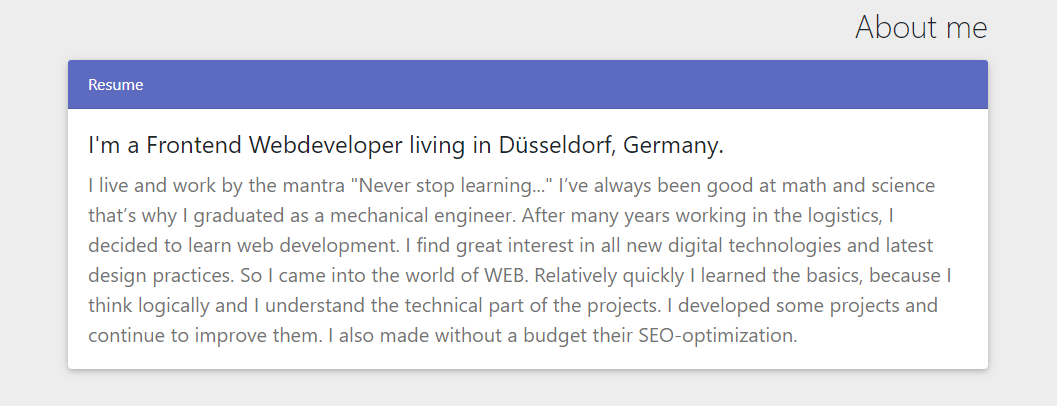 About me
Resume
I'm a Frontend Webdeveloper living in Düsseldorf, Germany.
I live and work by the mantra "Never stop learning..." I’ve always been good at math and science
that’s why I graduated as a mechanical engineer. After many years working in the logistics, I
decided to learn web development. I find great interest in all new digital technologies and latest
design practices. So I came into the world of WEB. Relatively quickly I learned the basics, because I
think logically and I understand the technical part of the projects. I developed some projects and
continue to improve them. I also made without a budget their SEO-optimization.